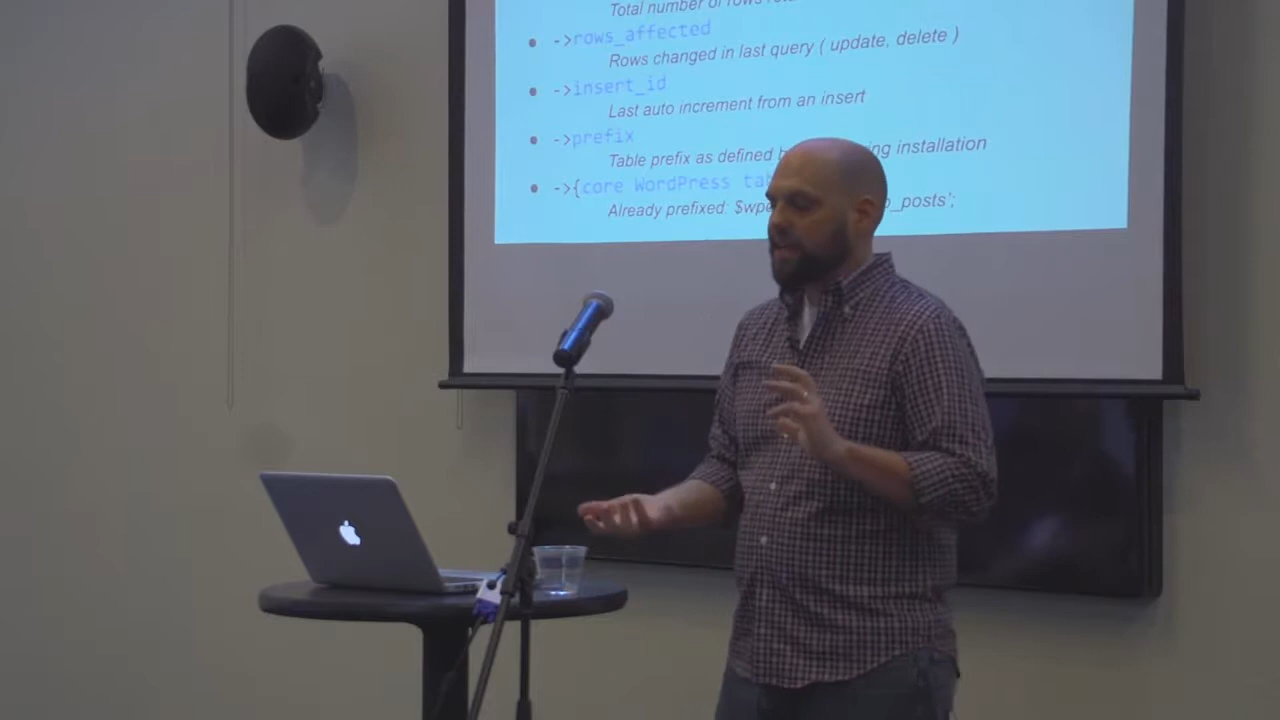 Total number of rows
• ->rows_affected
Rows changed in last query ( update, delete )
• ->insert_id
Last auto increment from an insert
• ->prefix
Table prefix as defined installation
• ->{core WordPress
Already prefixed: _posts';